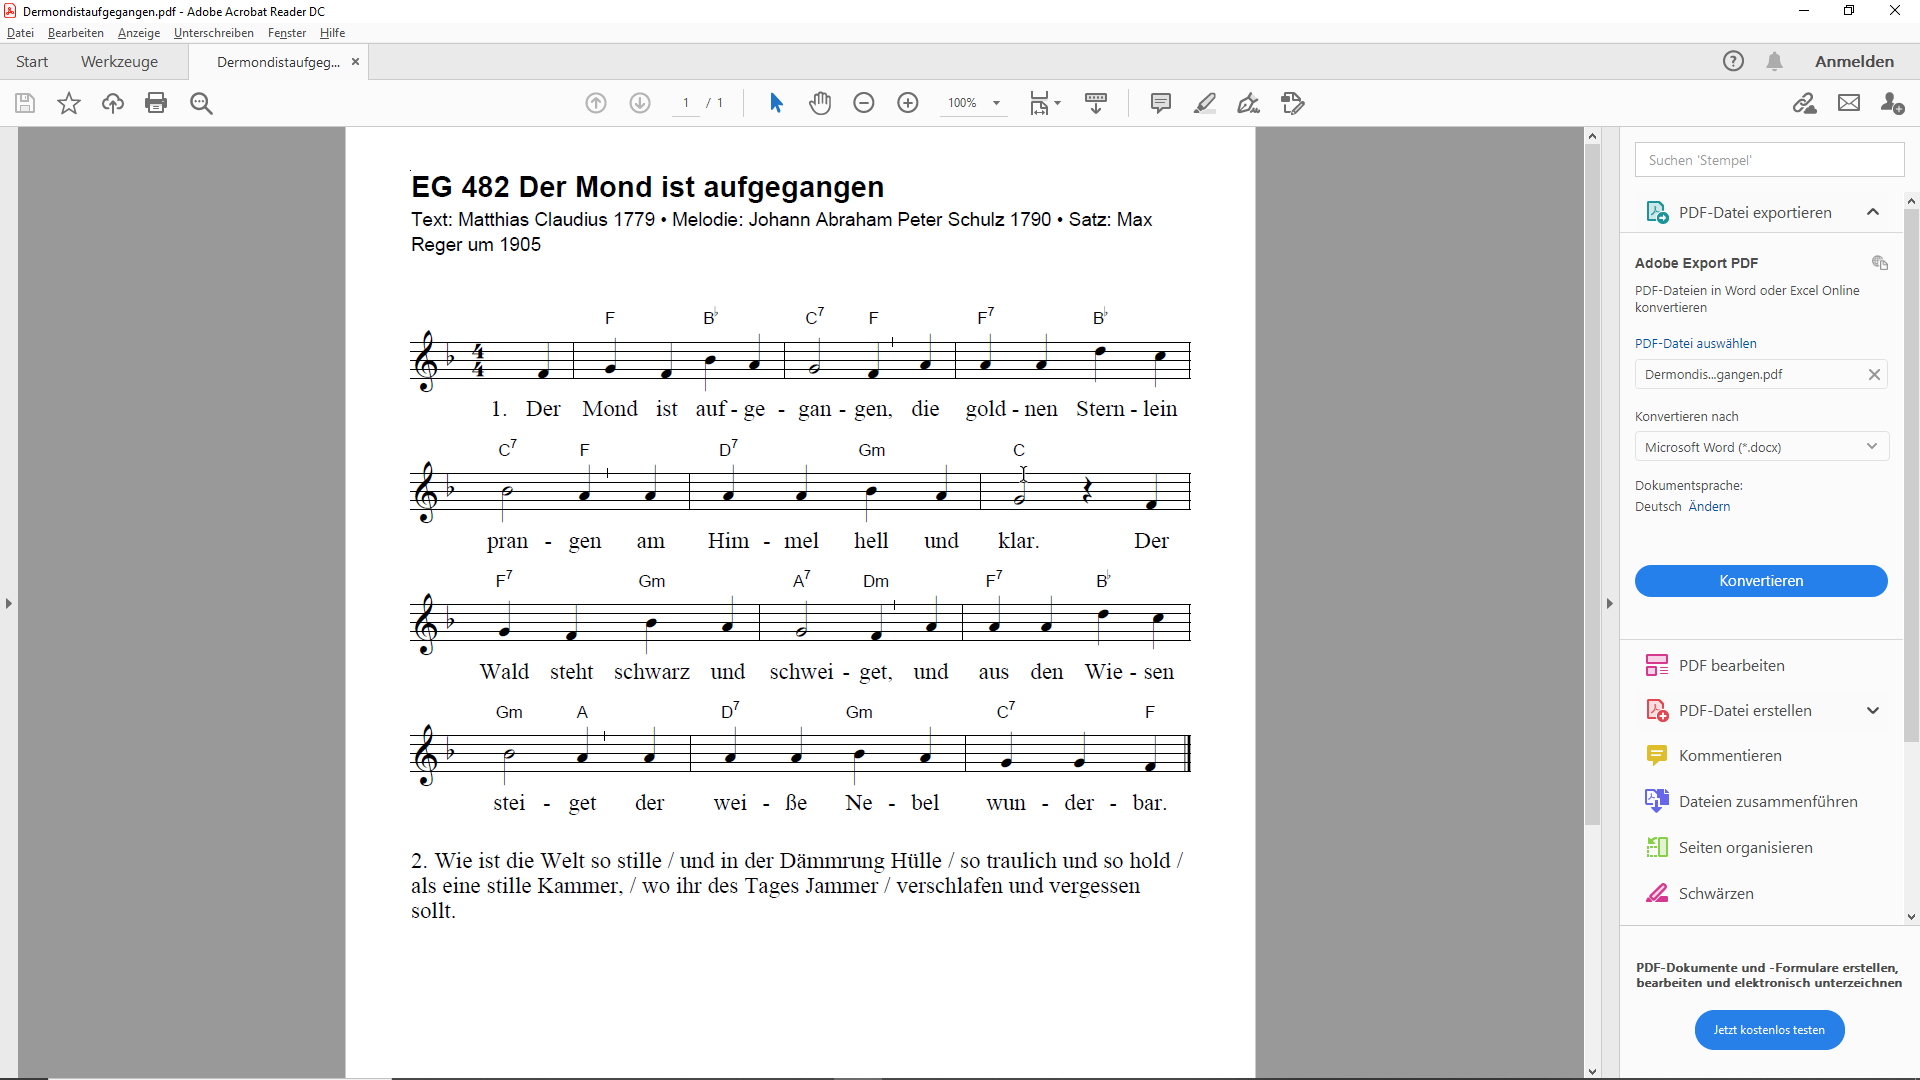 Dermondistaufgegangen.pdf - Adobe Acrobat Reader DC
Datei Bearbeiten Anzeige Unterschreiben Fenster Hilfe
Start Werkzeuge Dermondistaufgeg... × Anmelden
1 / 1 100%
EG 482 Der Mond ist aufgegangen
Text: Matthias Claudius 1779 • Melodie: Johann Abraham Peter Schulz 1790 • Satz: Max
Reger um 1905
F B♭ C7 F F7 B♭
4
4
1. Der Mond ist auf - ge - gan - gen, die gold - nen Stern - lein
C7 F D7 Gm C
pran - gen am Him - mel hell und klar. Der
F7 Gm A7 Dm F7 B♭
Wald steht schwarz und schwei - get, und aus den Wie - sen
Gm A D7 Gm C7 F
stei - get der wei - ße Ne - bel wun - der - bar.
2. Wie ist die Welt so stille / und in der Dämmrung Hülle / so traulich und so hold /
als eine stille Kammer, / wo ihr des Tages Jammer / verschlafen und vergessen
sollt.
Suchen 'Stempel'
PDF-Datei exportieren
Adobe Export PDF
PDF-Dateien in Word oder Excel Online
konvertieren
PDF-Datei auswählen
Dermondis...gangen.pdf
Konvertieren nach
Microsoft Word (*.docx)
Dokumentsprache:
Deutsch Ändern
Konvertieren
PDF bearbeiten
PDF-Datei erstellen
Kommentieren
Dateien zusammenführen
Seiten organisieren
Schwärzen
PDF-Dokumente und -Formulare erstellen,
bearbeiten und elektronisch unterzeichnen
Jetzt kostenlos testen